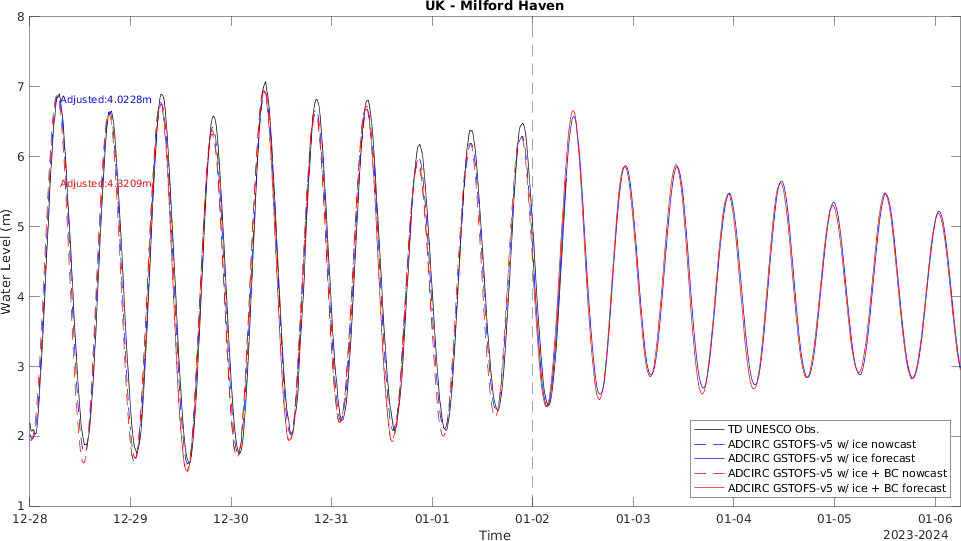 UK - Milford Haven
8
7
6
5
4
3
2
1
Water Level (m)
Adjusted:4.0228m
Adjusted:4.3209m
TD UNESCO Obs.
ADCIRC GSTOFS-v5 w/ ice nowcast
ADCIRC GSTOFS-v5 w/ ice forecast
ADCIRC GSTOFS-v5 w/ ice + BC nowcast
ADCIRC GSTOFS-v5 w/ ice + BC forecast
12-28 12-29 12-30 12-31 01-01 01-02 01-03 01-04 01-05 01-06
Time
2023-2024